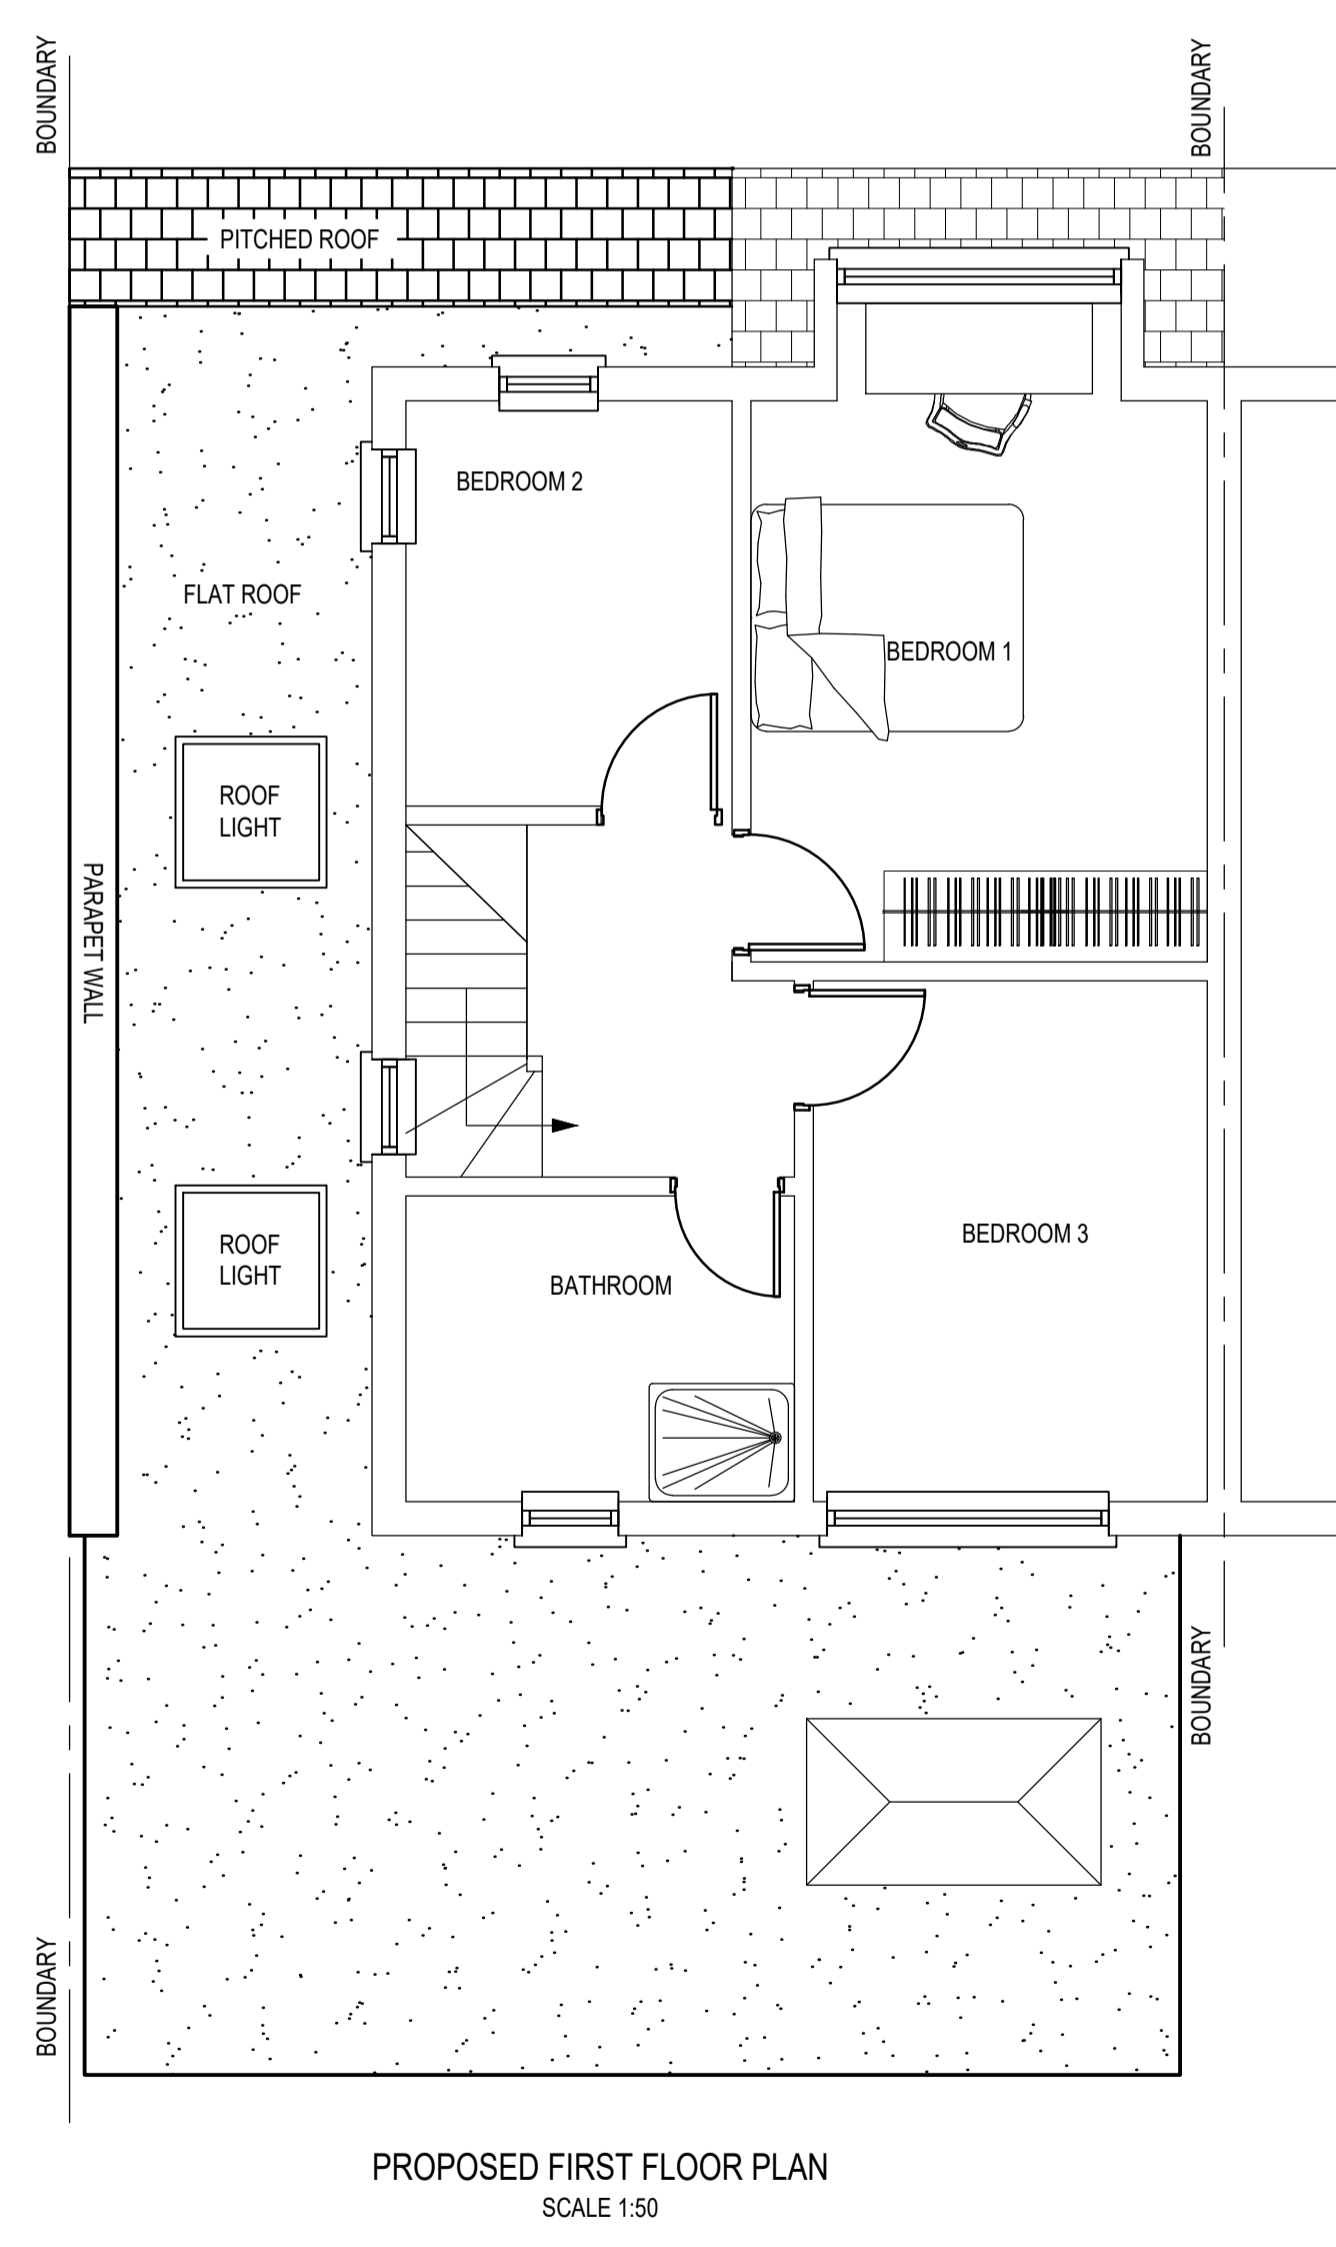 BOUNDARY
BOUNDARY
PITCHED ROOF
BEDROOM 2
FLAT ROOF
BEDROOM 1
ROOF
LIGHT
PARAPET WALL
BEDROOM 3
ROOF
LIGHT
BATHROOM
BOUNDARY
BOUNDARY
PROPOSED FIRST FLOOR PLAN
SCALE 1:50